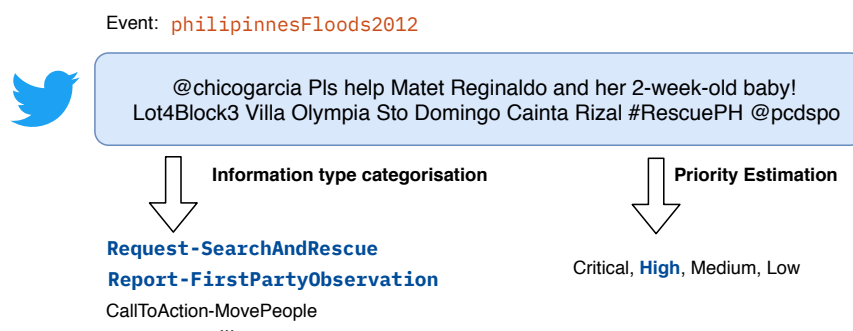 Event: philipinnesFloods2012
@chicogarcia Pls help Matet Reginaldo and her 2-week-old baby!
Lot4Block3 Villa Olympia Sto Domingo Cainta Rizal #RescuePH @pcdspo
Information type categorisation
Priority Estimation
Request-SearchAndRescue
Report-FirstPartyObservation
CallToAction-MovePeople
Critical, High, Medium, Low